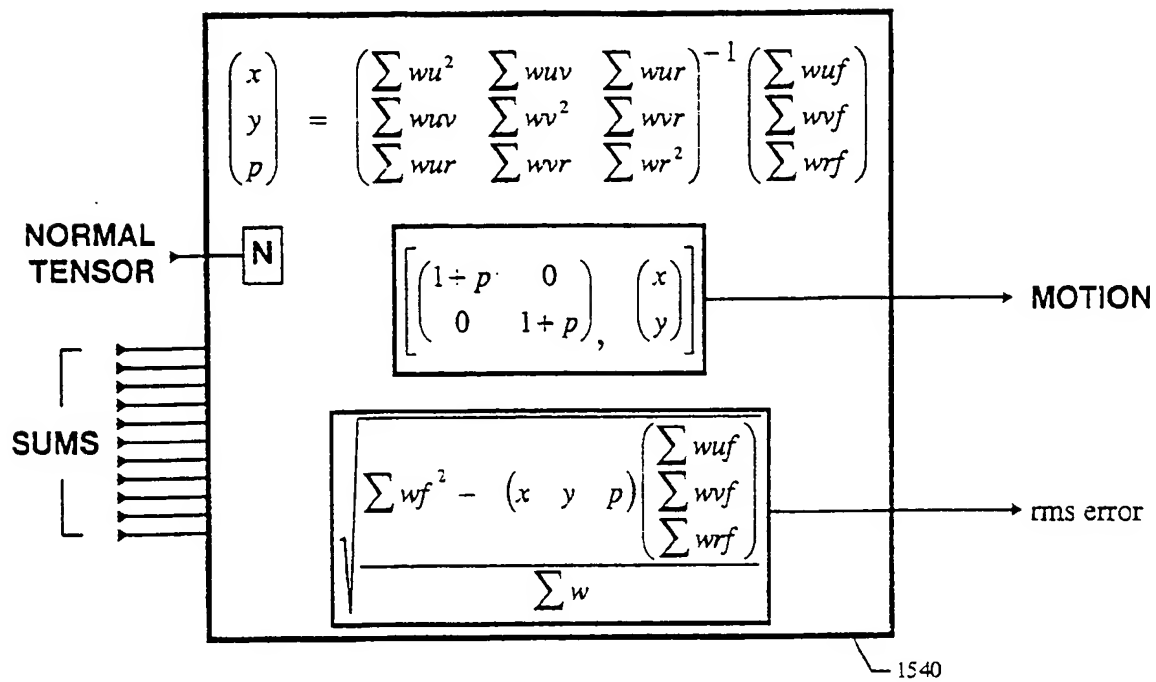 (x y p) = (∑wu² ∑wuv ∑wur
∑wuv ∑wv² ∑wvr
∑wur ∑wvr ∑wr²)⁻¹ (∑wuf
∑wvf
∑wrf)
NORMAL
TENSOR
N
[(1 + p 0
0 1 + p), (x
y)]
MOTION
SUMS
√ ∑wf² - (x y p) (∑wuf
∑wvf
∑wrf)
∑w
rms error
1540